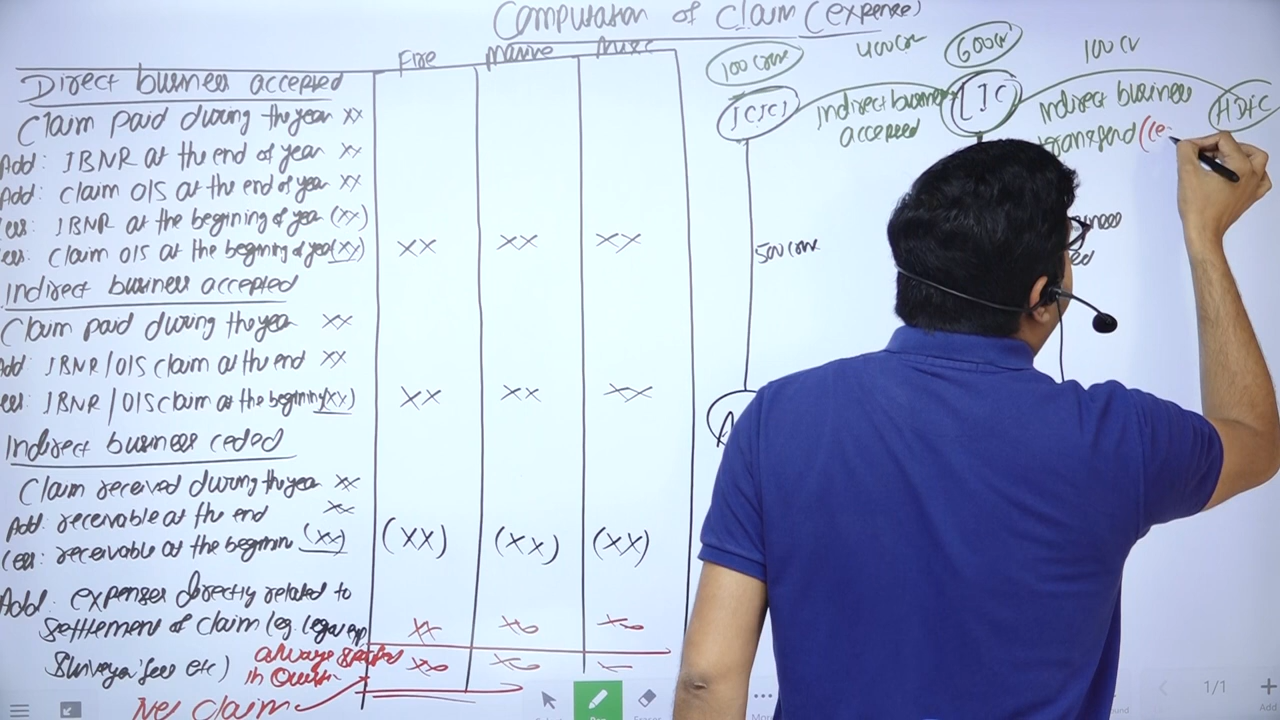 Computation of Claim (expense)
Fire Marine Misc
Direct business accepted
Claim paid during the year xx
Add: IBNR at the end of year xx
Add: claim O/S at the end of year xx
Less: IBNR at the begining of year (xx)
Less: claim O/S at the begining of year (xx) XX XX XX
Indirect business accepted
Claim paid during the year xx
Add: IBNR/O/S claim at the end xx
Less: IBNR/O/S claim at the beginning (xx) XX XX XX
Indirect business ceded
Claim received during the year xx
Add: receivable at the end xx
Less: receivable at the beginnin (xx) (XX) (XX) (XX)
Add: expenses directly related to
Settlement of claim (eg. legal exp xx xx xx
fees etc) always
in xx xx
Net claim
100 crore 400 cr 600 cr 100 cr
ICICI Indirect business LIC Indirect business HDFC
accepted (ce
500 crore
1/1
Add